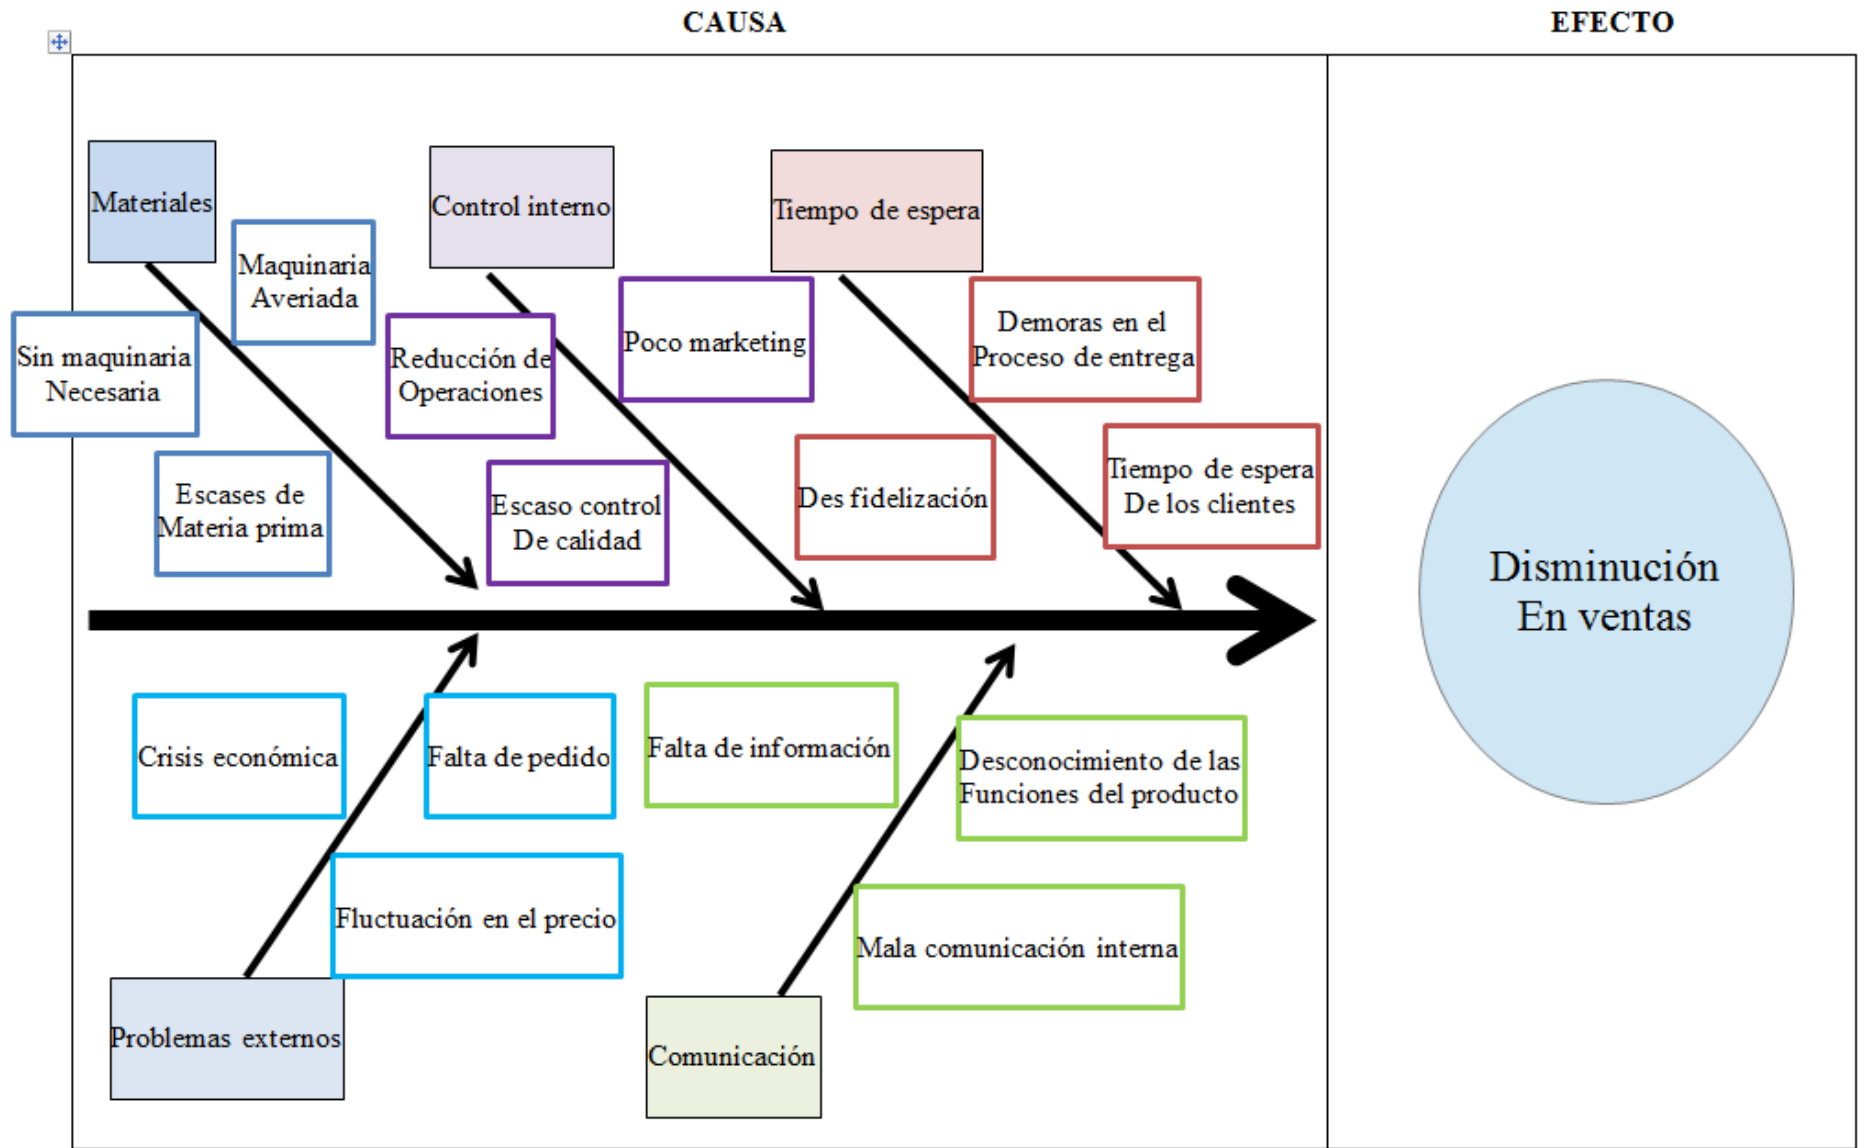 CAUSA
EFECTO
Materiales
Maquinaria
Averiada
Sin maquinaria
Necesaria
Escases de
Materia prima
Control interno
Poco marketing
Reducción de
Operaciones
Escaso control
De calidad
Tiempo de espera
Demoras en el
Proceso de entrega
Des fidelización
Tiempo de espera
De los clientes
Disminución
En ventas
Crisis económica
Falta de pedido
Fluctuación en el precio
Problemas externos
Falta de información
Desconocimiento de las
Funciones del producto
Mala comunicación interna
Comunicación